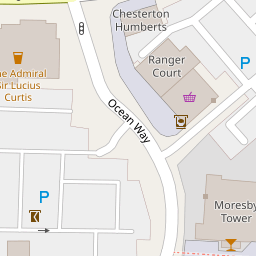 Chesterton
Humberts
Ranger
Court
P
The Admiral
Sir Lucius
Curtis
Ocean Way
P
Moresby
Tower